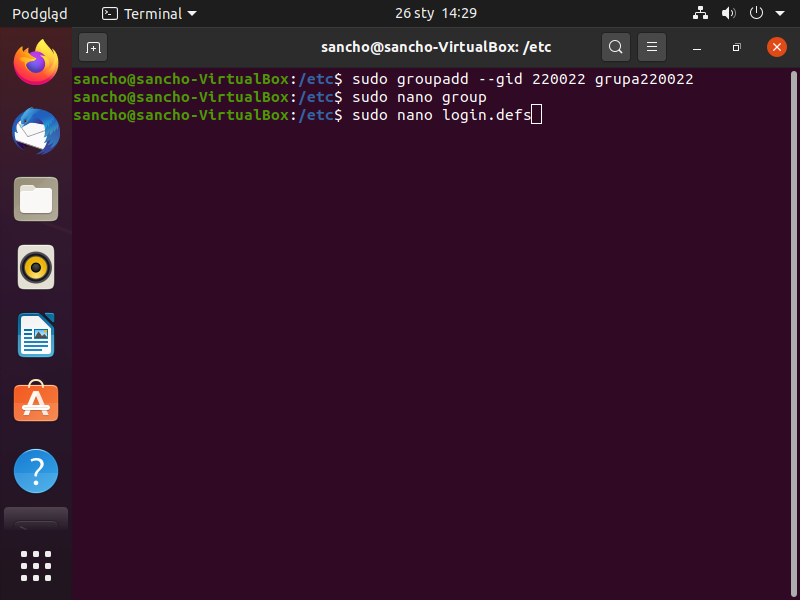 Podgląd Terminal 26 sty 14:29
sancho@sancho-VirtualBox: /etc
sancho@sancho-VirtualBox:/etc$ sudo groupadd --gid 220022 grupa220022
sancho@sancho-VirtualBox:/etc$ sudo nano group
sancho@sancho-VirtualBox:/etc$ sudo nano login.defs